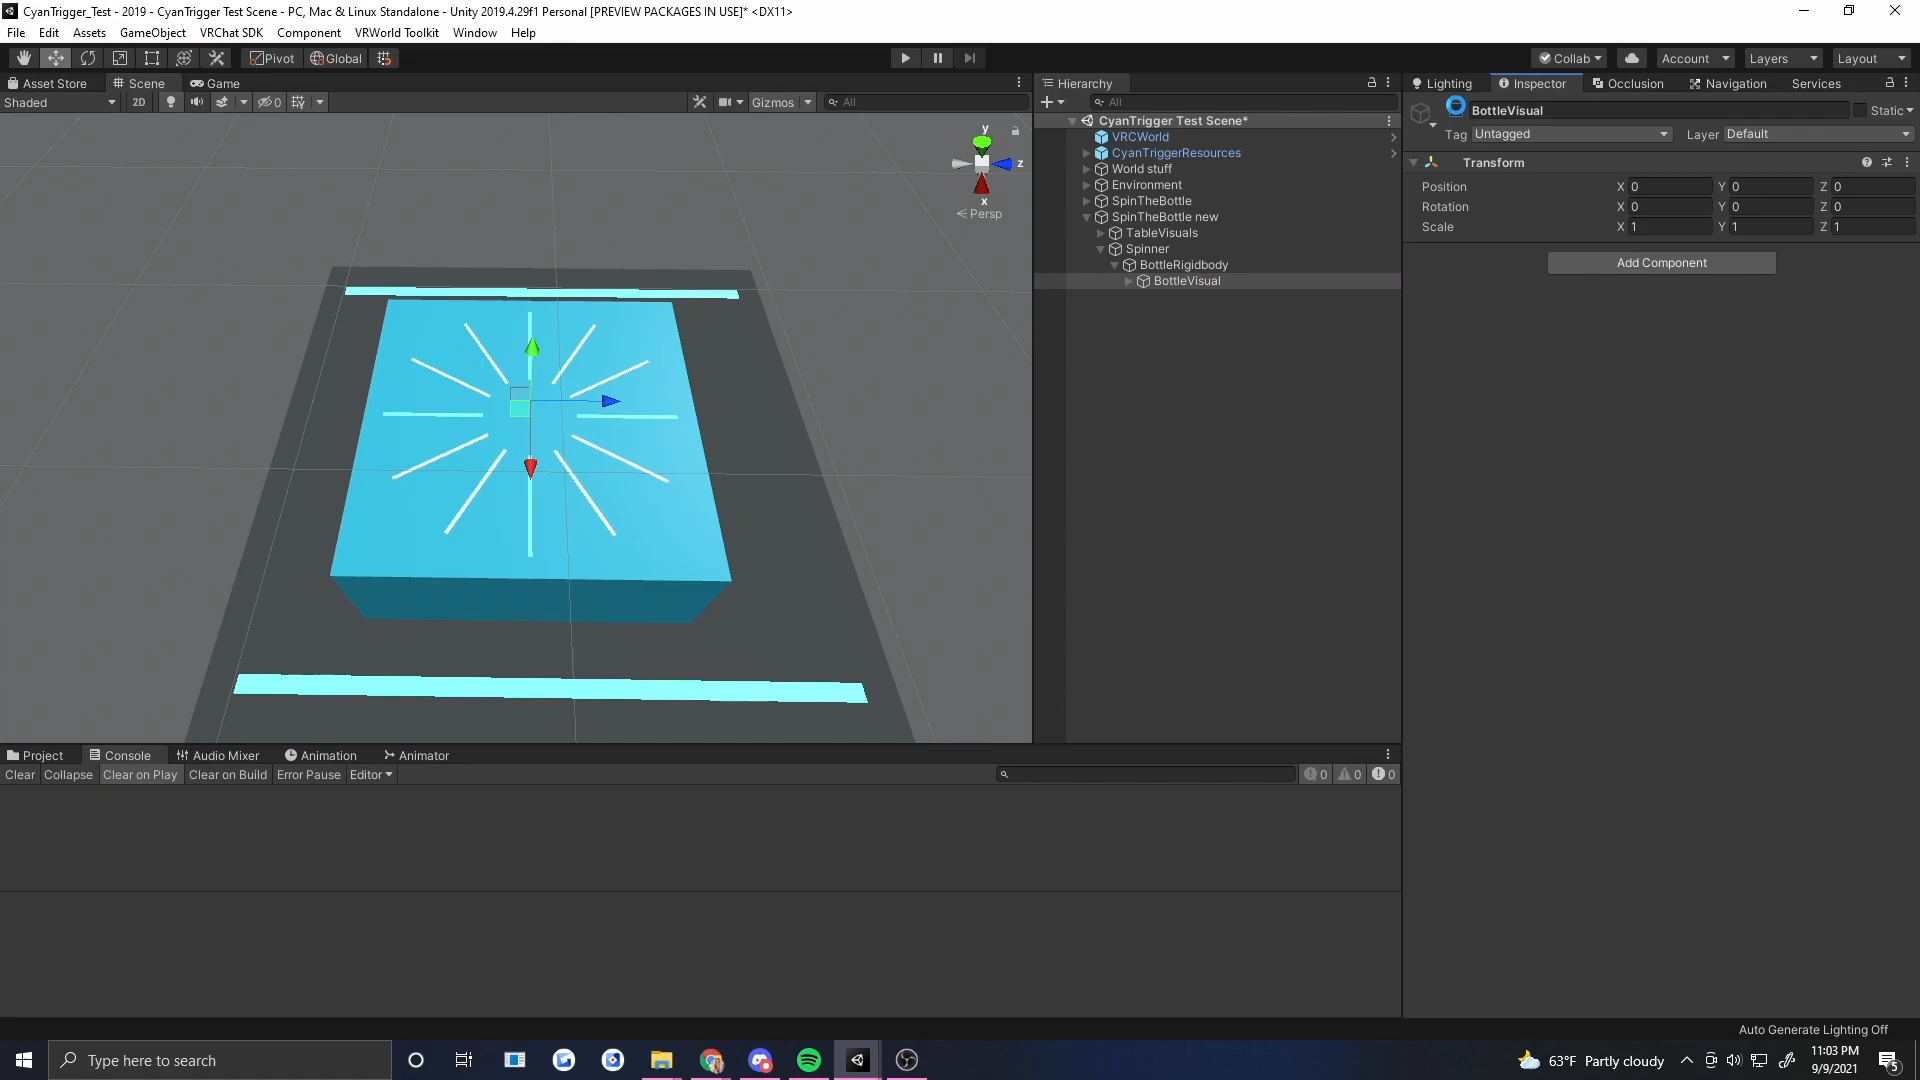 CyanTrigger_Test - 2019 - CyanTrigger Test Scene - PC, Mac & Linux Standalone - Unity 2019.4.29f1 Personal [PREVIEW PACKAGES IN USE]* <DX11>
File Edit Assets GameObject VRChat SDK Component VRWorld Toolkit Window Help
Pivot Global Collab Account Layers Layout
Asset Store Scene Game
Shaded 2D 0 Gizmos All
y
z
x
Persp
Hierarchy
All
CyanTrigger Test Scene*
VRCWorld
CyanTriggerResources
World stuff
Environment
SpinTheBottle
SpinTheBottle new
TableVisuals
Spinner
BottleRigidbody
BottleVisual
Lighting Inspector Occlusion Navigation Services
BottleVisual Static
Tag Untagged Layer Default
Transform
Position X 0 Y 0 Z 0
Rotation X 0 Y 0 Z 0
Scale X 1 Y 1 Z 1
Add Component
Project Console Audio Mixer Animation Animator
Clear Collapse Clear on Play Clear on Build Error Pause Editor 0 0 0
Auto Generate Lighting Off
Type here to search
63°F Partly cloudy
11:03 PM
9/9/2021
5